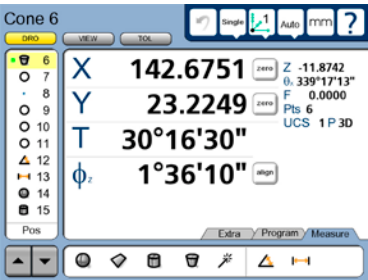 Cone 6
Single
1
Auto
mm
?
DRO
VIEW
TOL
6
7
8
9
10
11
12
13
14
15
Pos
X 142.6751 zero
Y 23.2249 zero
T 30°16'30"
ϕz 1°36'10" align
Z -11.8742
θz 339°17'13"
F 0.0000
Pts 6
UCS 1 P 3D
Extra
Program
Measure